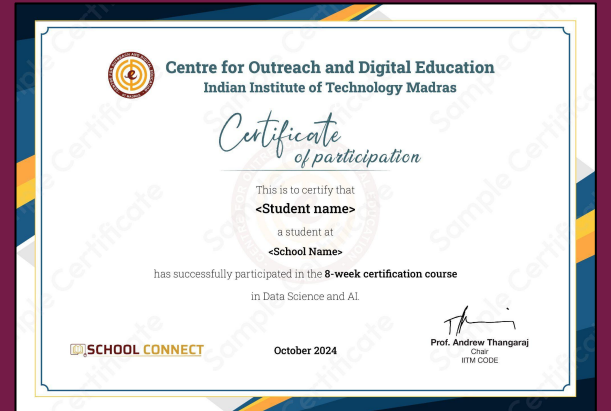 Centre for Outreach and Digital Education
Indian Institute of Technology Madras
Certificate
of participation
This is to certify that
<Student name>
a student at
<School Name>
has successfully participated in the 8-week certification course
in Data Science and AI.
SCHOOL CONNECT
October 2024
Prof. Andrew Thangaraj
Chair
IITM CODE
Sample Certificate